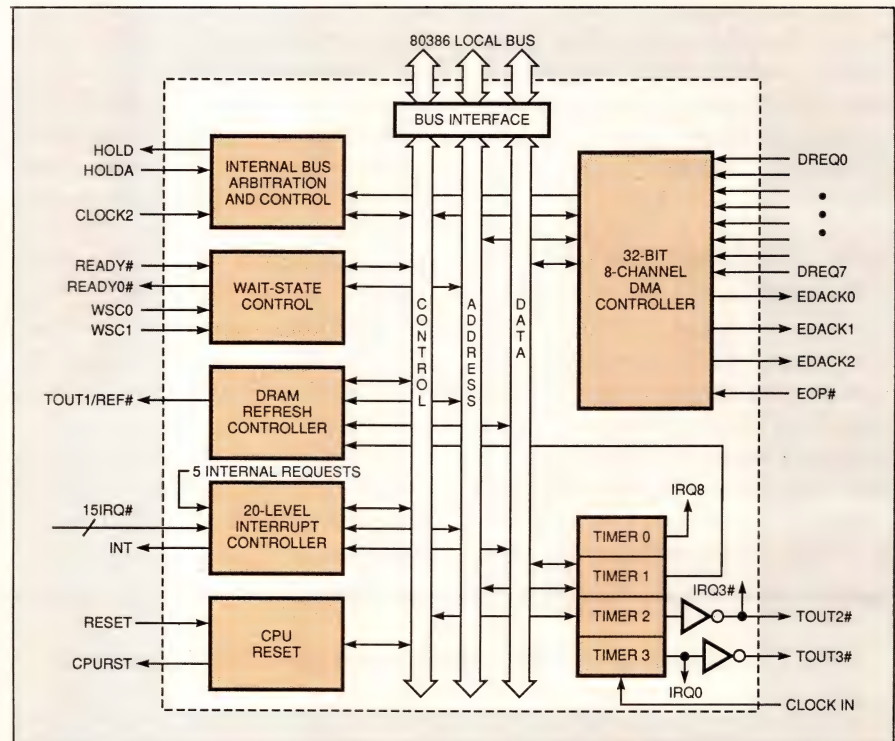 80386 LOCAL BUS
BUS INTERFACE
HOLD
HOLDA
CLOCK2
INTERNAL BUS
ARBITRATION
AND CONTROL
READY#
READY0#
WSC0
WSC1
WAIT-STATE
CONTROL
TOUT1/REF#
DRAM
REFRESH
CONTROLLER
5 INTERNAL REQUESTS
15IRQ#
INT
20-LEVEL
INTERRUPT
CONTROLLER
RESET
CPURST
CPU
RESET
CONTROL
ADDRESS
DATA
32-BIT
8-CHANNEL
DMA
CONTROLLER
DREQ0
DREQ7
EDACK0
EDACK1
EDACK2
EOP#
IRQ8
TIMER 0
TIMER 1
TIMER 2
TIMER 3
IRQ3#
TOUT2#
TOUT3#
IRQ0
CLOCK IN